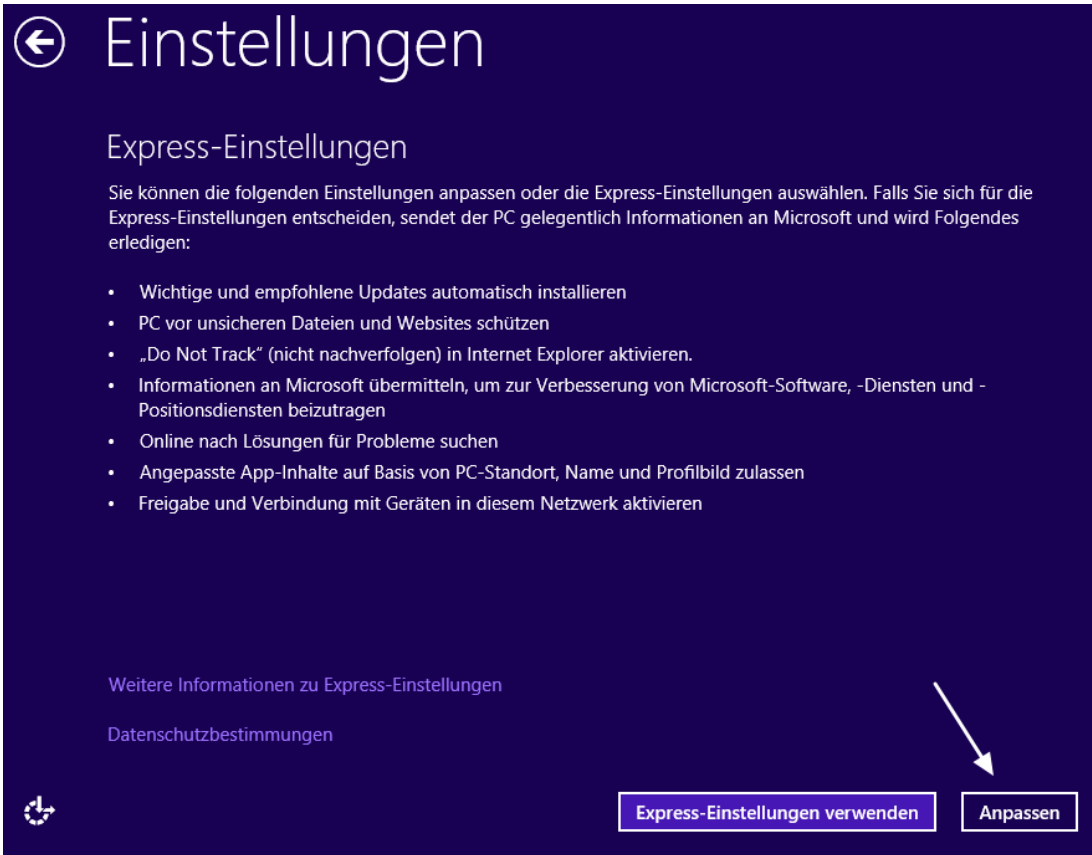 Einstellungen
Express-Einstellungen
Sie können die folgenden Einstellungen anpassen oder die Express-Einstellungen auswählen. Falls Sie sich für die
Express-Einstellungen entscheiden, sendet der PC gelegentlich Informationen an Microsoft und wird Folgendes
erledigen:
• Wichtige und empfohlene Updates automatisch installieren
• PC vor unsicheren Dateien und Websites schützen
• „Do Not Track“ (nicht nachverfolgen) in Internet Explorer aktivieren.
• Informationen an Microsoft übermitteln, um zur Verbesserung von Microsoft-Software, -Diensten und -
Positionsdiensten beizutragen
• Online nach Lösungen für Probleme suchen
• Angepasste App-Inhalte auf Basis von PC-Standort, Name und Profilbild zulassen
• Freigabe und Verbindung mit Geräten in diesem Netzwerk aktivieren
Weitere Informationen zu Express-Einstellungen
Datenschutzbestimmungen
Express-Einstellungen verwenden
Anpassen